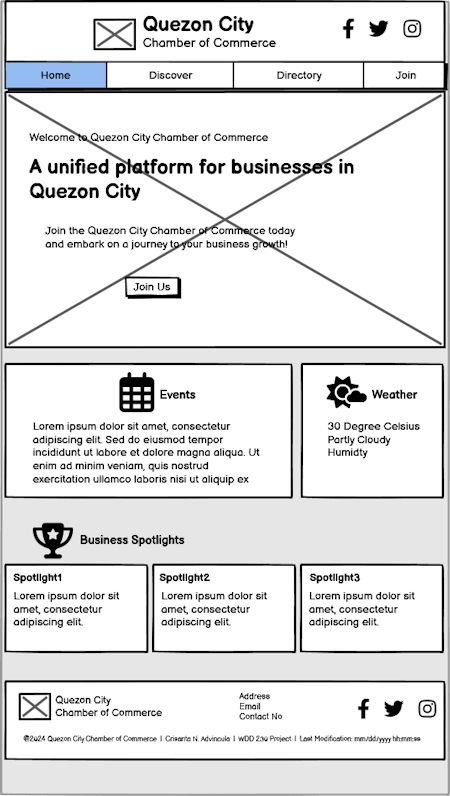 Quezon City
Chamber of Commerce
Home
Discover
Directory
Join
Welcome to Quezon City Chamber of Commerce
A unified platform for businesses in
Quezon City
Join the Quezon City Chamber of Commerce today
and embark on a journey to your business growth!
Join Us
Events
Lorem ipsum dolor sit amet, consectetur
adipiscing elit. Sed do eiusmod tempor
incididunt ut labore et dolore magna aliqua. Ut
enim ad minim veniam, quis nostrud
exercitation ullamco laboris nisi ut aliquip ex
Weather
30 Degree Celsius
Partly Cloudy
Humidty
Business Spotlights
Spotlight1
Lorem ipsum dolor sit
amet, consectetur
adipiscing elit.
Spotlight2
Lorem ipsum dolor sit
amet, consectetur
adipiscing elit.
Spotlight3
Lorem ipsum dolor sit
amet, consectetur
adipiscing elit.
Quezon City
Chamber of Commerce
Address
Email
Contact No
@2024 Quezon City Chamber of Commerce | Crisanta N. Advincula | WDD 230 Project | Last Modification: mm/dd/yyyy hh:mm:ss